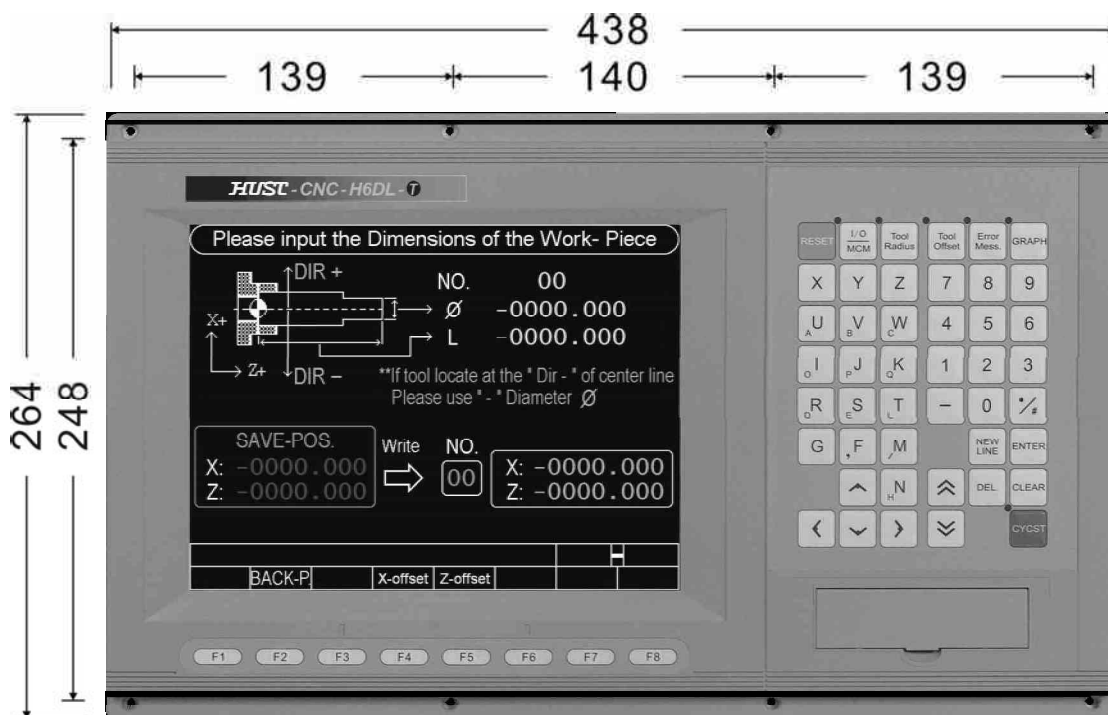 438
139 140 139
264
248
HUST-CNC-H6DL-T
Please input the Dimensions of the Work- Piece
DIR +
NO. 00
Ø -0000.000
L -0000.000
X+
Z+
DIR -
**If tool locate at the " Dir - " of center line
Please use " - " Diameter Ø
SAVE-POS.
X: -0000.000
Z: -0000.000
Write
NO.
00
X: -0000.000
Z: -0000.000
BACK-P. X-offset Z-offset
F1 F2 F3 F4 F5 F6 F7 F8
RESET I/O MCM Tool Radius Tool Offset Error Mess. GRAPH
X Y Z 7 8 9
A U B V C W 4 5 6
O I P J Q K 1 2 3
D R E S L T - 0 */#
G , F / M NEW LINE ENTER
H N DEL CLEAR
CYCST